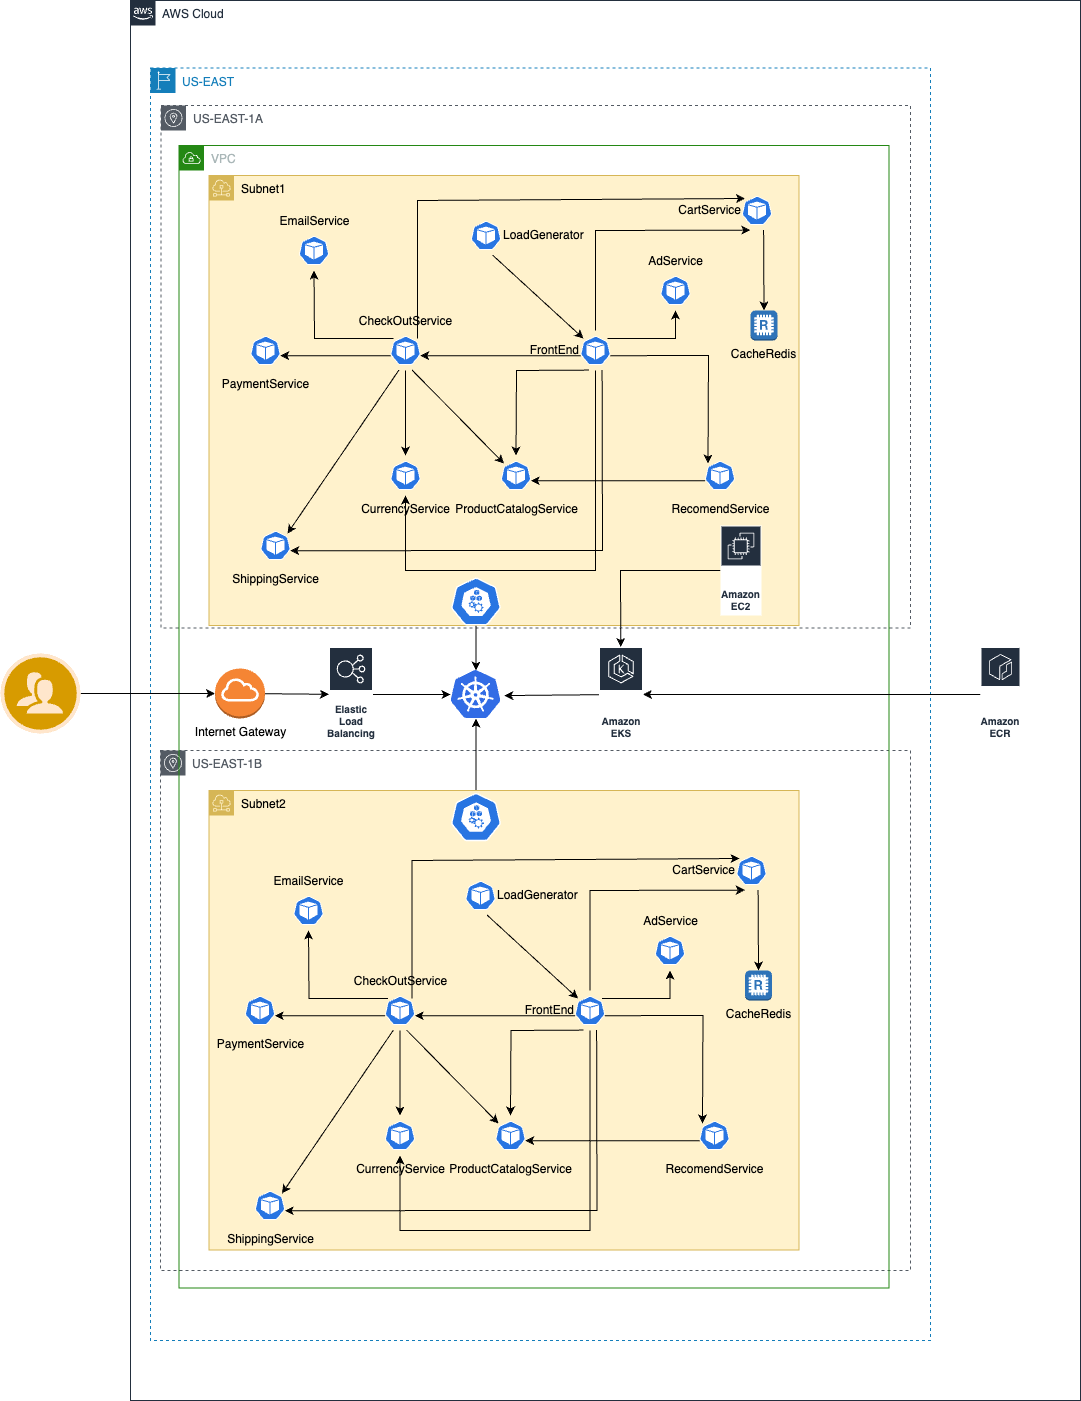 aws
AWS Cloud
US-EAST
US-EAST-1A
VPC
Subnet1
EmailService
CartService
LoadGenerator
AdService
CheckOutService
R
FrontEnd
CacheRedis
PaymentService
CurrencyService
ProductCatalogService
RecomendService
ShippingService
Amazon
EC2
K
Elastic
Load
Balancing
Internet Gateway
Amazon
EKS
Amazon
ECR
US-EAST-1B
Subnet2
EmailService
CartService
LoadGenerator
AdService
CheckOutService
R
FrontEnd
CacheRedis
PaymentService
CurrencyService
ProductCatalogService
RecomendService
ShippingService